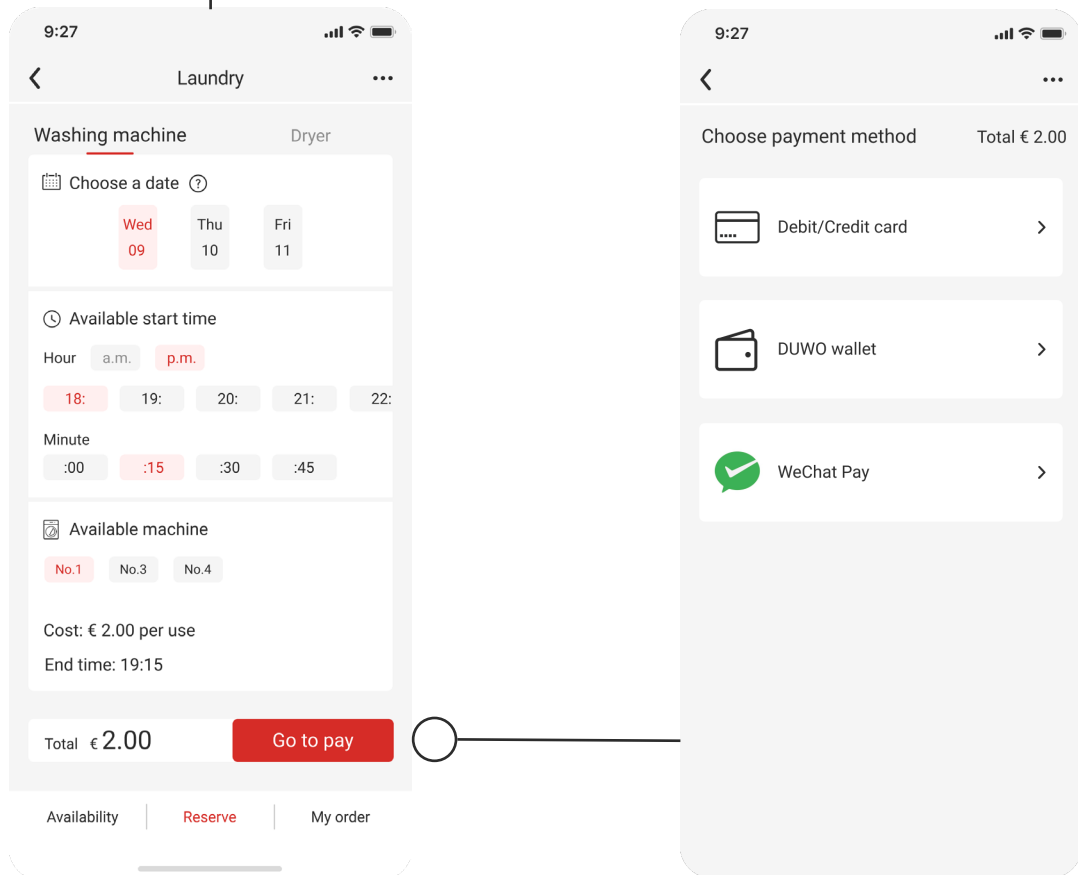 9:27
Laundry
Washing machine Dryer
Choose a date ?
Wed Thu Fri
09 10 11
Available start time
Hour a.m. p.m.
18: 19: 20: 21: 22:
Minute
:00 :15 :30 :45
Available machine
No.1 No.3 No.4
Cost: € 2.00 per use
End time: 19:15
Total € 2.00 Go to pay
Availability Reserve My order
9:27
Choose payment method Total € 2.00
Debit/Credit card
DUWO wallet
WeChat Pay